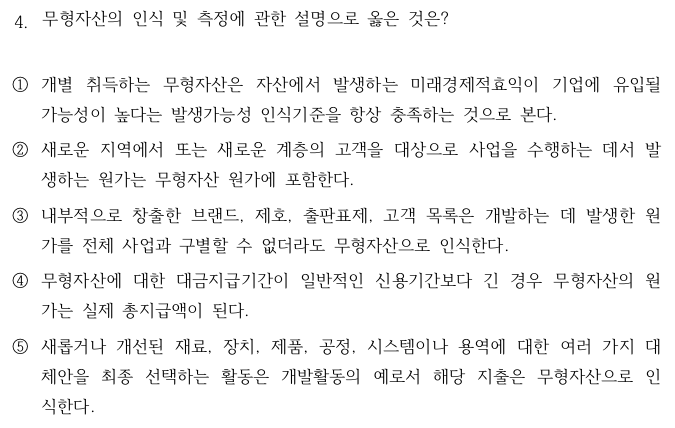 4. 무형자산의 인식 및 측정에 관한 설명으로 옳은 것은?
① 개별 취득하는 무형자산은 자산에서 발생하는 미래경제적효익이 기업에 유입될
가능성이 높다는 발생가능성 인식기준을 항상 충족하는 것으로 본다.
② 새로운 지역에서 또는 새로운 계층의 고객을 대상으로 사업을 수행하는 데서 발
생하는 원가는 무형자산 원가에 포함한다.
③ 내부적으로 창출한 브랜드, 제호, 출판표제, 고객 목록은 개발하는 데 발생한 원
가를 전체 사업과 구별할 수 없더라도 무형자산으로 인식한다.
④ 무형자산에 대한 대금지급기간이 일반적인 신용기간보다 긴 경우 무형자산의 원
가는 실제 총지급액이 된다.
⑤ 새롭거나 개선된 재료, 장치, 제품, 공정, 시스템이나 용역에 대한 여러 가지 대
체안을 최종 선택하는 활동은 개발활동의 예로서 해당 지출은 무형자산으로 인
식한다.